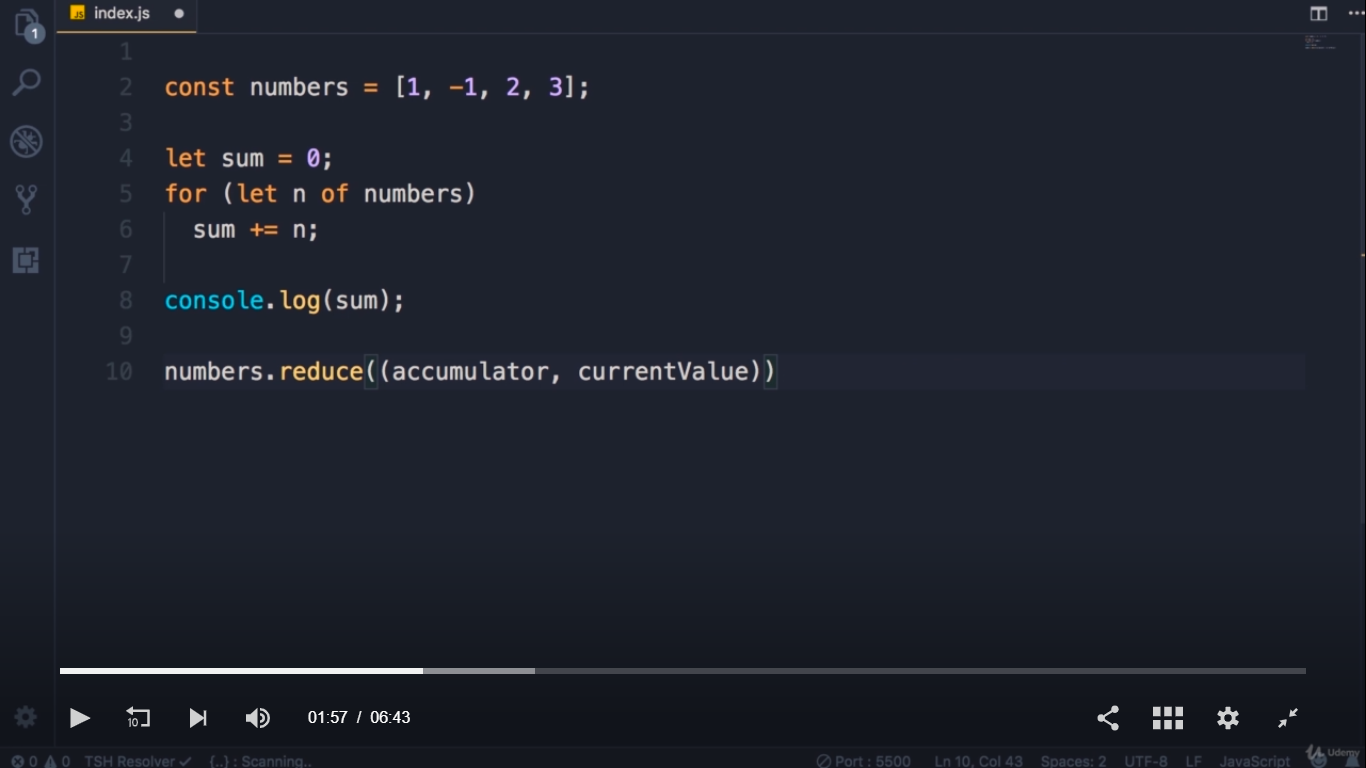 JS index.js
1
1
2 const numbers = [1, -1, 2, 3];
3
4 let sum = 0;
5 for (let n of numbers)
6 sum += n;
7
8 console.log(sum);
9
10 numbers.reduce((accumulator, currentValue))
10
01:57 / 06:43
0 0 TSH Resolver {..} : Scanning.. Port : 5500 Ln 10, Col 43 Spaces: 2 UTF-8 LF JavaScript
Udemy